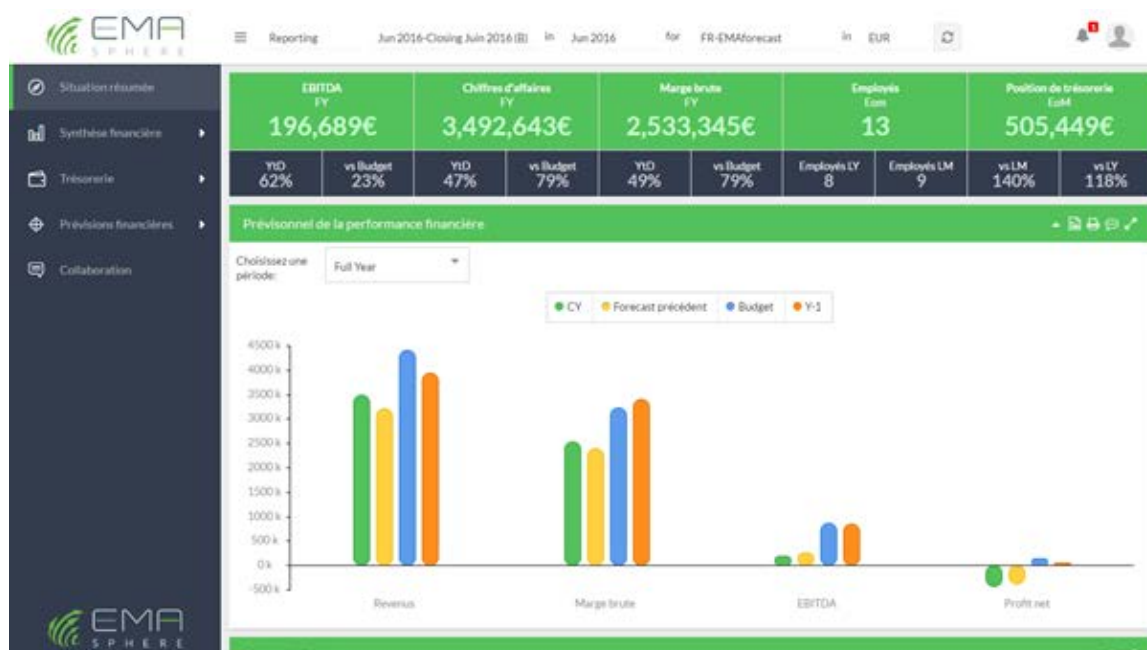 EMA
SPHERE
Reporting Jun 2016-Closing Juin 2016 (B) in Jun 2016 for FR-EMAforecast in EUR
1
Situation résumée
Synthèse financière
Trésorerie
Prévisions financières
Collaboration
EBITDA
FY
196,689€
Chiffres d'affaires
FY
3,492,643€
Marge brute
FY
2,533,345€
Employés
Eom
13
Position de trésorerie
EoM
505,449€
YtD
62%
vs Budget
23%
YtD
47%
vs Budget
79%
YtD
49%
vs Budget
79%
Employés LY
8
Employés LM
9
vs LM
140%
vs LY
118%
Prévisonnel de la performance financière
Choisissez une
période:
Full Year
CY Forecast précédent Budget Y-1
4500 k
4000 k
3500 k
3000 k
2500 k
2000 k
1500 k
1000 k
500 k
0 k
-500 k
Revenus Marge brute EBITDA Profit net
EMA
SPHERE